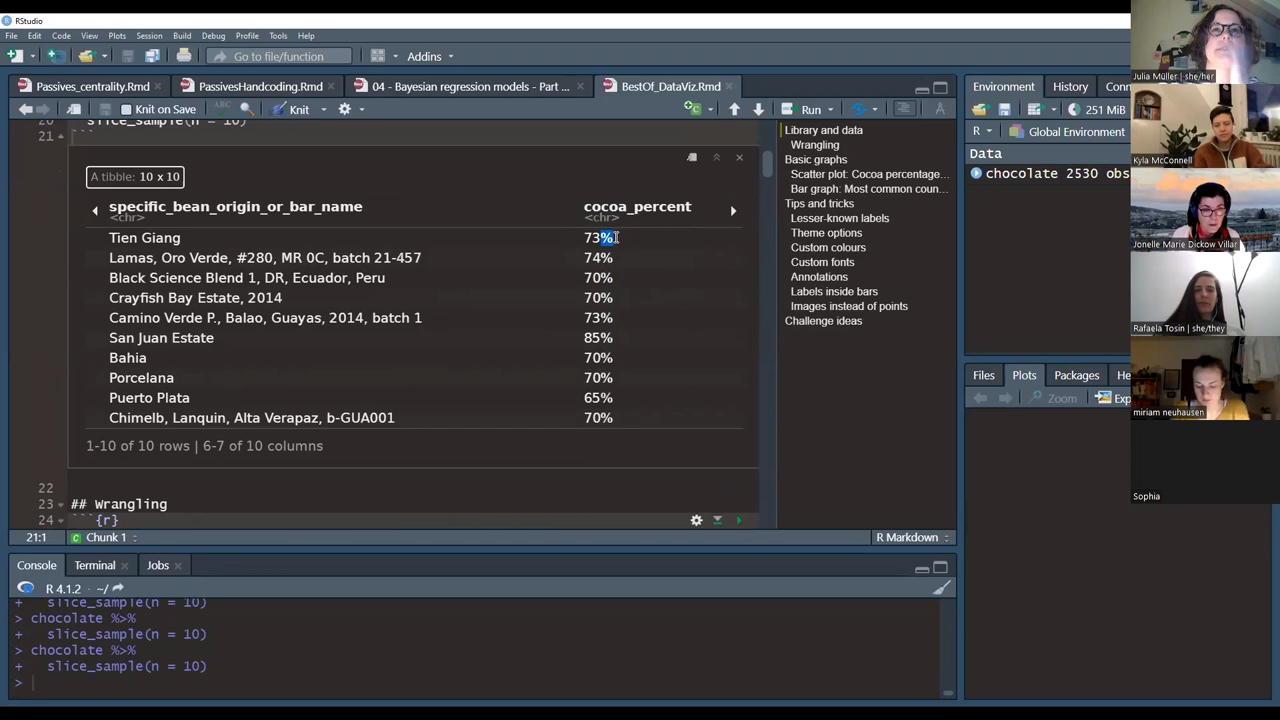 RStudio
File Edit Code View Plots Session Build Debug Profile Tools Help
Go to file/function
Addins
Passives_centrality.Rmd
PassivesHandcoding.Rmd
04 - Bayesian regression models - Part ...
BestOf_DataViz.Rmd
Knit on Save
ABC
Knit
Run
20 slice_sample(n = 10)
21 ```
A tibble: 10 x 10
specific_bean_origin_or_bar_name cocoa_percent
<chr> <chr>
Tien Giang 73%
Lamas, Oro Verde, #280, MR 0C, batch 21-457 74%
Black Science Blend 1, DR, Ecuador, Peru 70%
Crayfish Bay Estate, 2014 70%
Camino Verde P., Balao, Guayas, 2014, batch 1 73%
San Juan Estate 85%
Bahia 70%
Porcelana 70%
Puerto Plata 65%
Chimelb, Lanquin, Alta Verapaz, b-GUA001 70%
1-10 of 10 rows | 6-7 of 10 columns
22
23 ## Wrangling
24 ```{r}
21:1 Chunk 1 R Markdown
Library and data
Wrangling
Basic graphs
Scatter plot: Cocoa percentage...
Bar graph: Most common coun...
Tips and tricks
Lesser-known labels
Theme options
Custom colours
Custom fonts
Annotations
Labels inside bars
Images instead of points
Challenge ideas
Console Terminal Jobs
R 4.1.2 · ~/
+ slice_sample(n = 10)
> chocolate %>%
+ slice_sample(n = 10)
> chocolate %>%
+ slice_sample(n = 10)
>
Environment History Con
251 MiB
R Global Environment
Data
chocolate 2530 obs
Files Plots Packages He
Zoom Exp
Julia Müller | she/her
Kyla McConnell
Jonelle Marie Dickow Villar
Rafaela Tosin | she/they
miriam neuhausen
Sophia